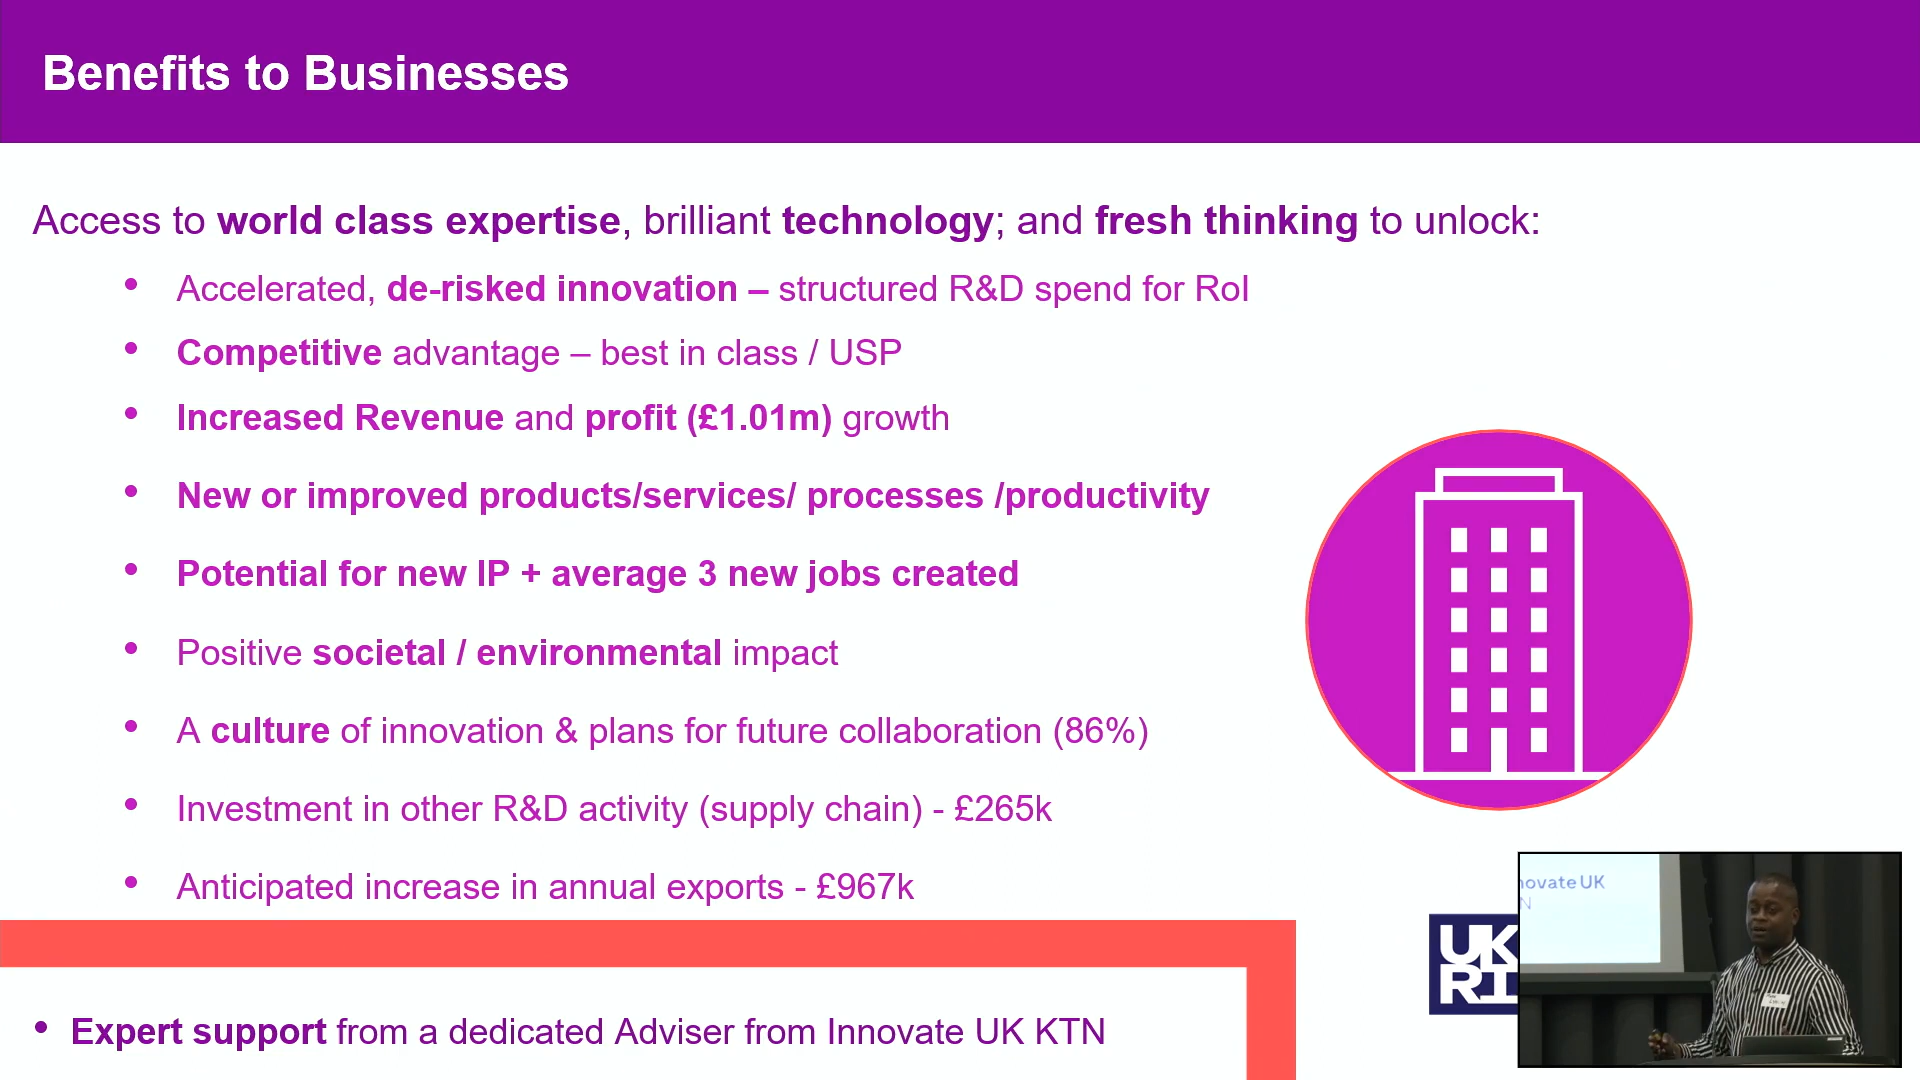 Benefits to Businesses
Access to world class expertise, brilliant technology; and fresh thinking to unlock:
• Accelerated, de-risked innovation – structured R&D spend for RoI
• Competitive advantage – best in class / USP
• Increased Revenue and profit (£1.01m) growth
• New or improved products/services/ processes /productivity
• Potential for new IP + average 3 new jobs created
• Positive societal / environmental impact
• A culture of innovation & plans for future collaboration (86%)
• Investment in other R&D activity (supply chain) - £265k
• Anticipated increase in annual exports - £967k
novate UK
N
UK
RI
• Expert support from a dedicated Adviser from Innovate UK KTN